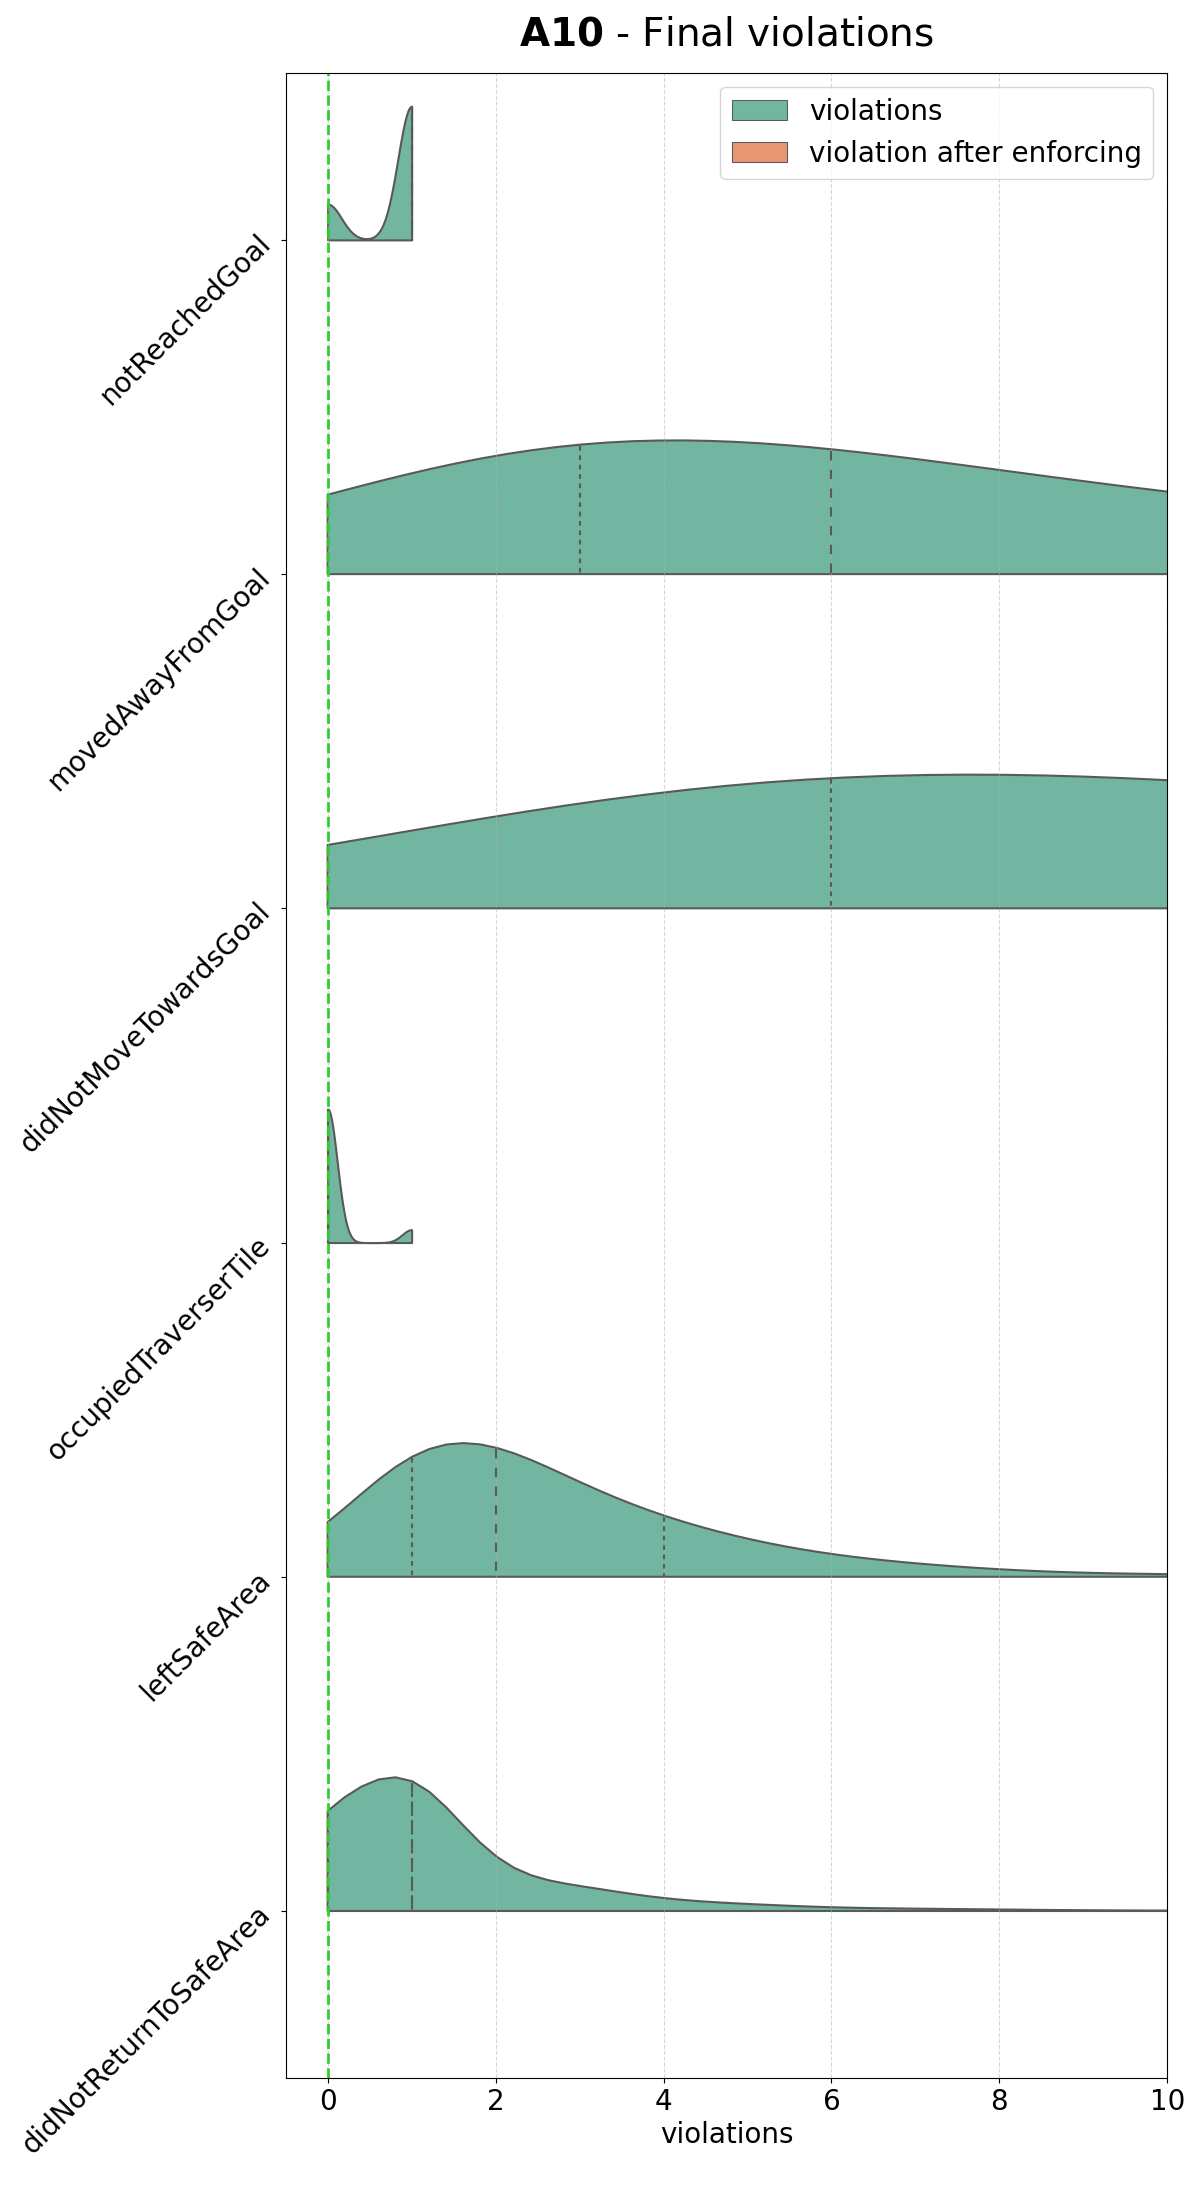 A10 - Final violations
violations
violation after enforcing
notReachedGoal
movedAwayFromGoal
didNotMoveTowardsGoal
occupiedTraverserTile
leftSafeArea
didNotReturnToSafeArea
0 2 4 6 8 10
violations